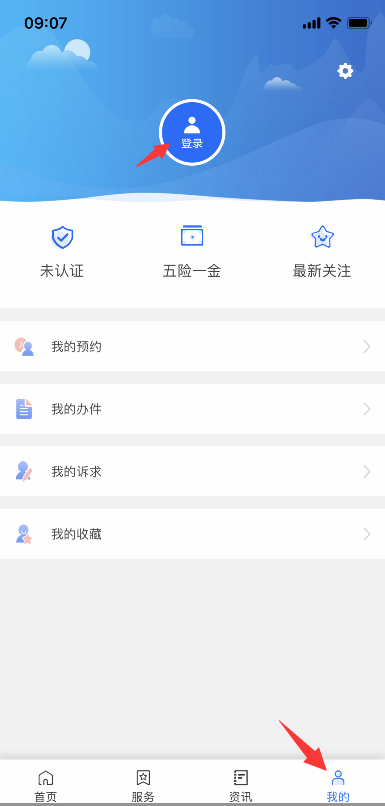 09:07
登录
未认证
五险一金
最新关注
我的预约
我的办件
我的诉求
我的收藏
首页
服务
资讯
我的